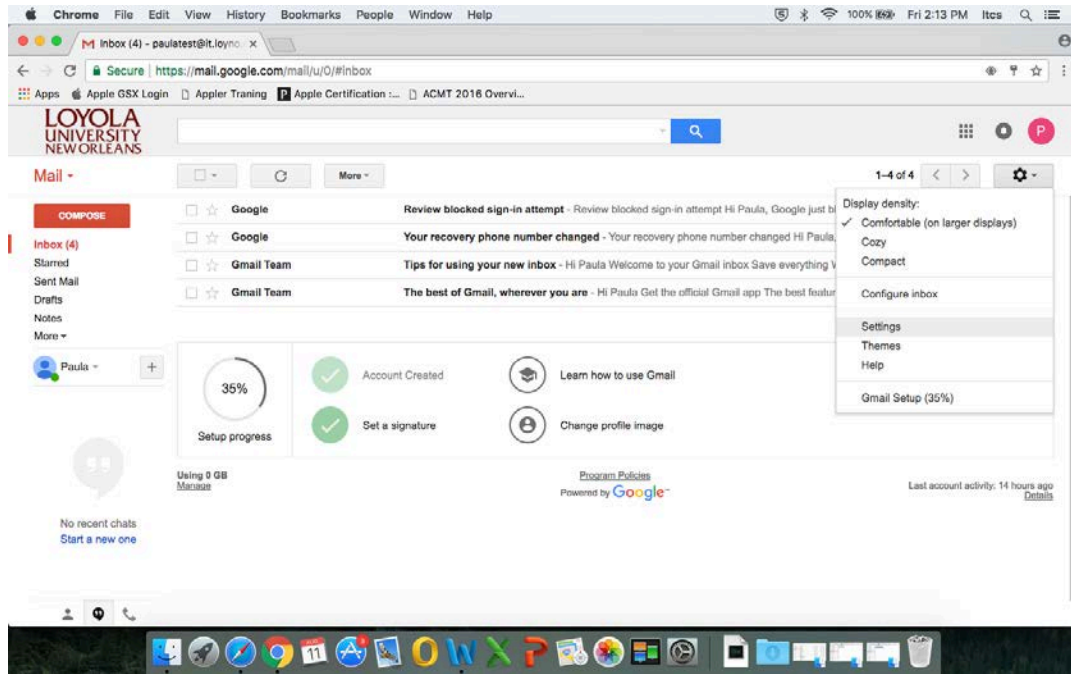 Chrome File Edit View History Bookmarks People Window Help 100% Fri 2:13 PM Itcs
Inbox (4) - paulatest@it.loyno. x
Secure | https://mail.google.com/mail/u/0/#inbox
Apps Apple GSX Login Appler Traning Apple Certification :... ACMT 2016 Overvi...
LOYOLA
UNIVERSITY
NEW ORLEANS
P
Mail
More
1–4 of 4
COMPOSE
Inbox (4)
Starred
Sent Mail
Drafts
Notes
More
Paula
Google Review blocked sign-in attempt - Review blocked sign-in attempt Hi Paula, Google just bl
Google Your recovery phone number changed - Your recovery phone number changed Hi Paula,
Gmail Team Tips for using your new inbox - Hi Paula Welcome to your Gmail inbox Save everything W
Gmail Team The best of Gmail, wherever you are - Hi Paula Get the official Gmail app The best featur
Display density:
Comfortable (on larger displays)
Cozy
Compact
Configure inbox
Settings
Themes
Help
Gmail Setup (35%)
35%
Setup progress
Account Created
Learn how to use Gmail
Set a signature
Change profile image
Using 0 GB
Manage
Program Policies
Powered by Google™
Last account activity: 14 hours ago
Details
No recent chats
Start a new one
11